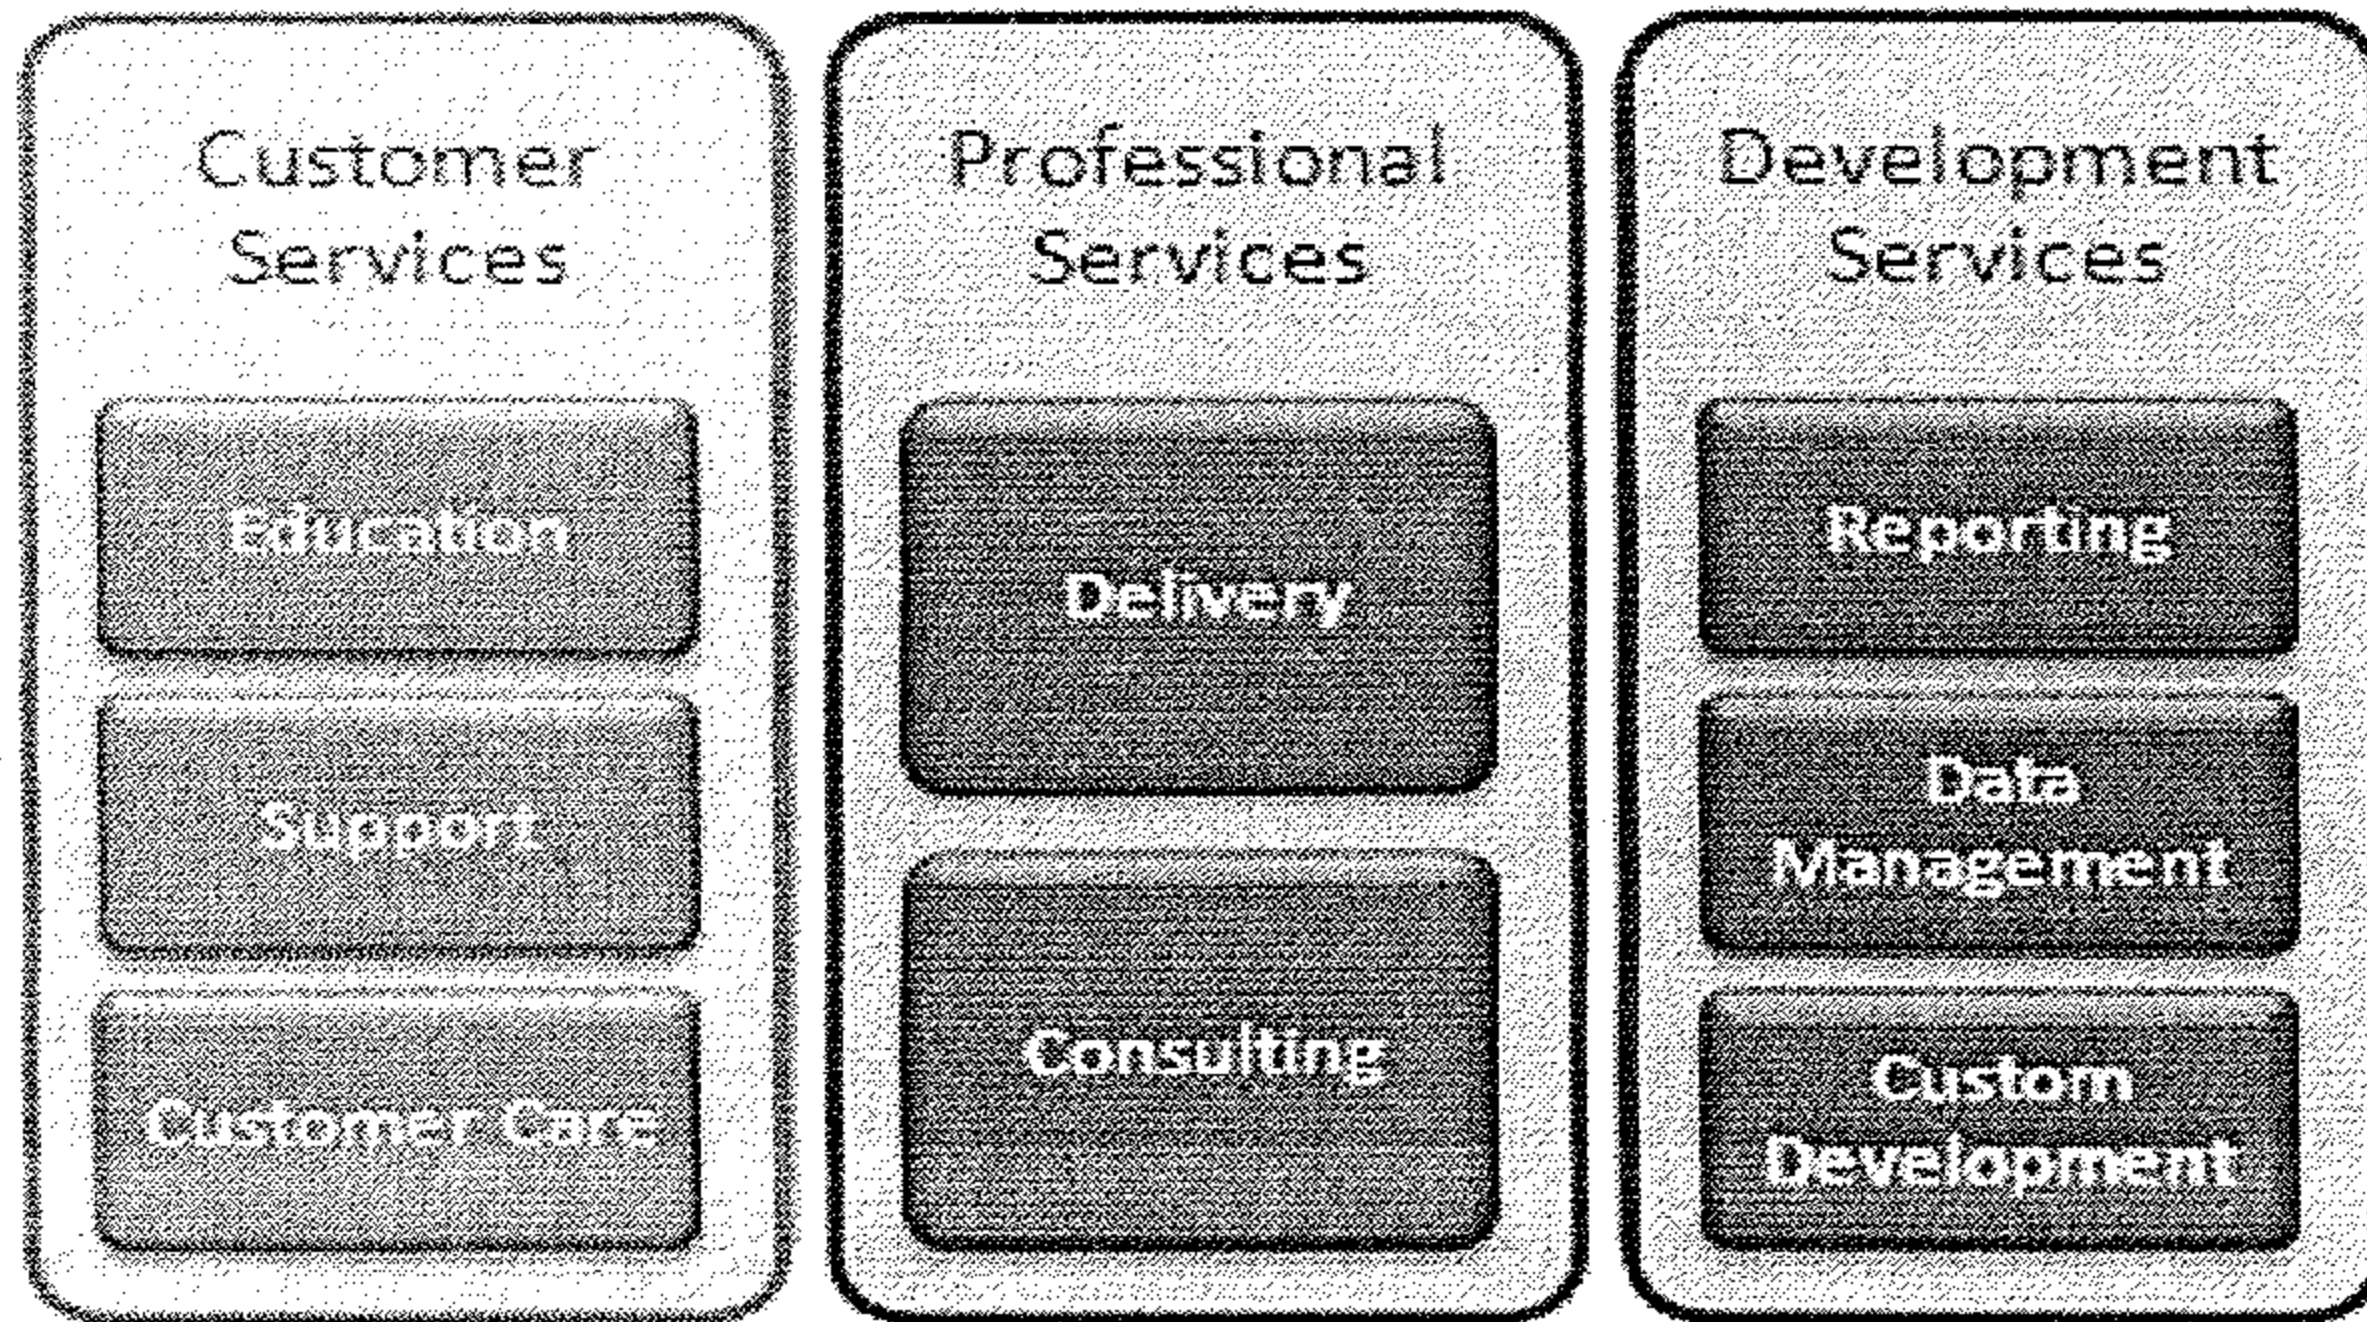 Customer
Services
Education
Support
Customer Care
Professional
Services
Delivery
Consulting
Development
Services
Reporting
Data
Management
Custom
Development